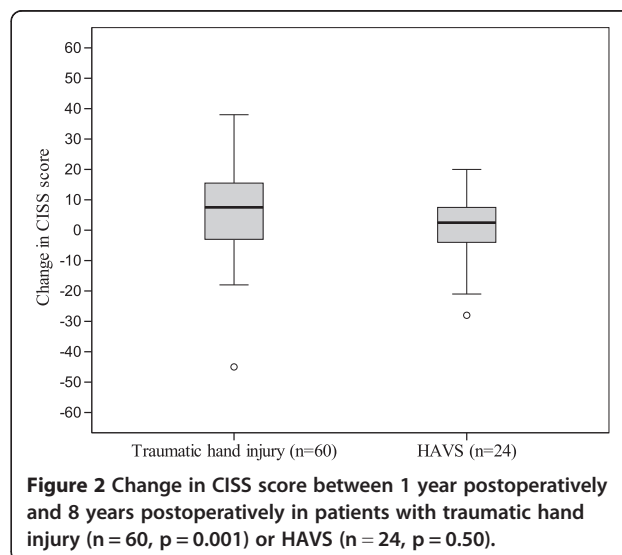 60
50
40
30
20
10
0
-10
-20
-30
-40
-50
-60
Change in CISS score
Traumatic hand injury (n=60)
HAVS (n=24)
Figure 2 Change in CISS score between 1 year postoperatively
and 8 years postoperatively in patients with traumatic hand
injury (n = 60, p = 0.001) or HAVS (n = 24, p = 0.50).